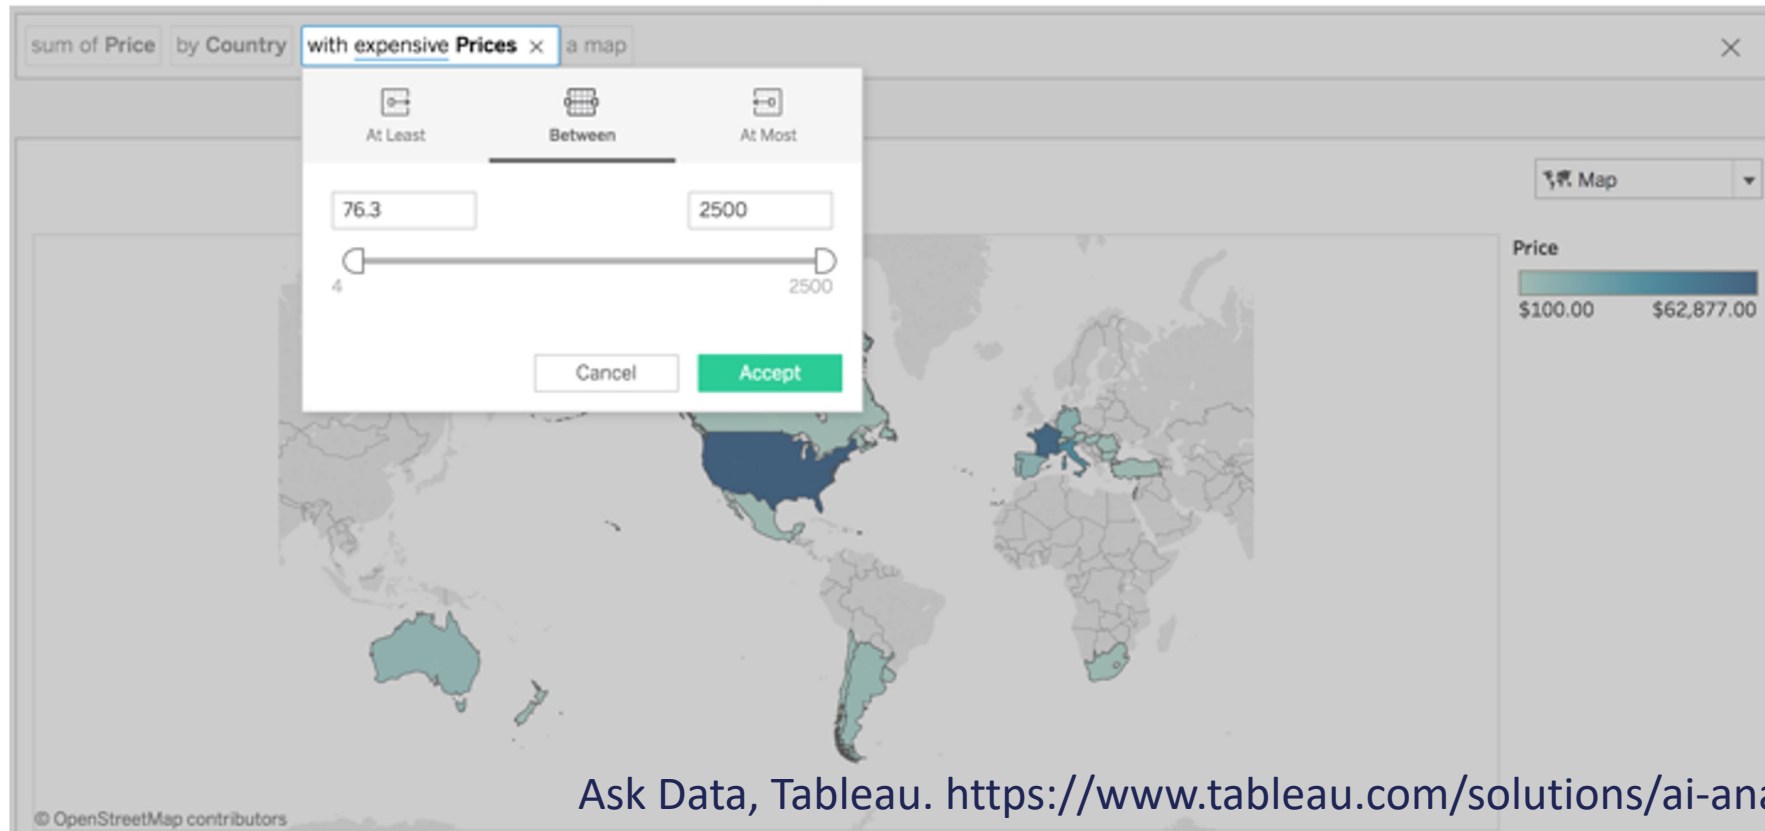 sum of Price by Country with expensive Prices × a map
At Least Between At Most
76.3 2500
4 2500
Cancel Accept
Map
Price
$100.00 $62,877.00
© OpenStreetMap contributors
Ask Data, Tableau. https://www.tableau.com/solutions/ai-ana